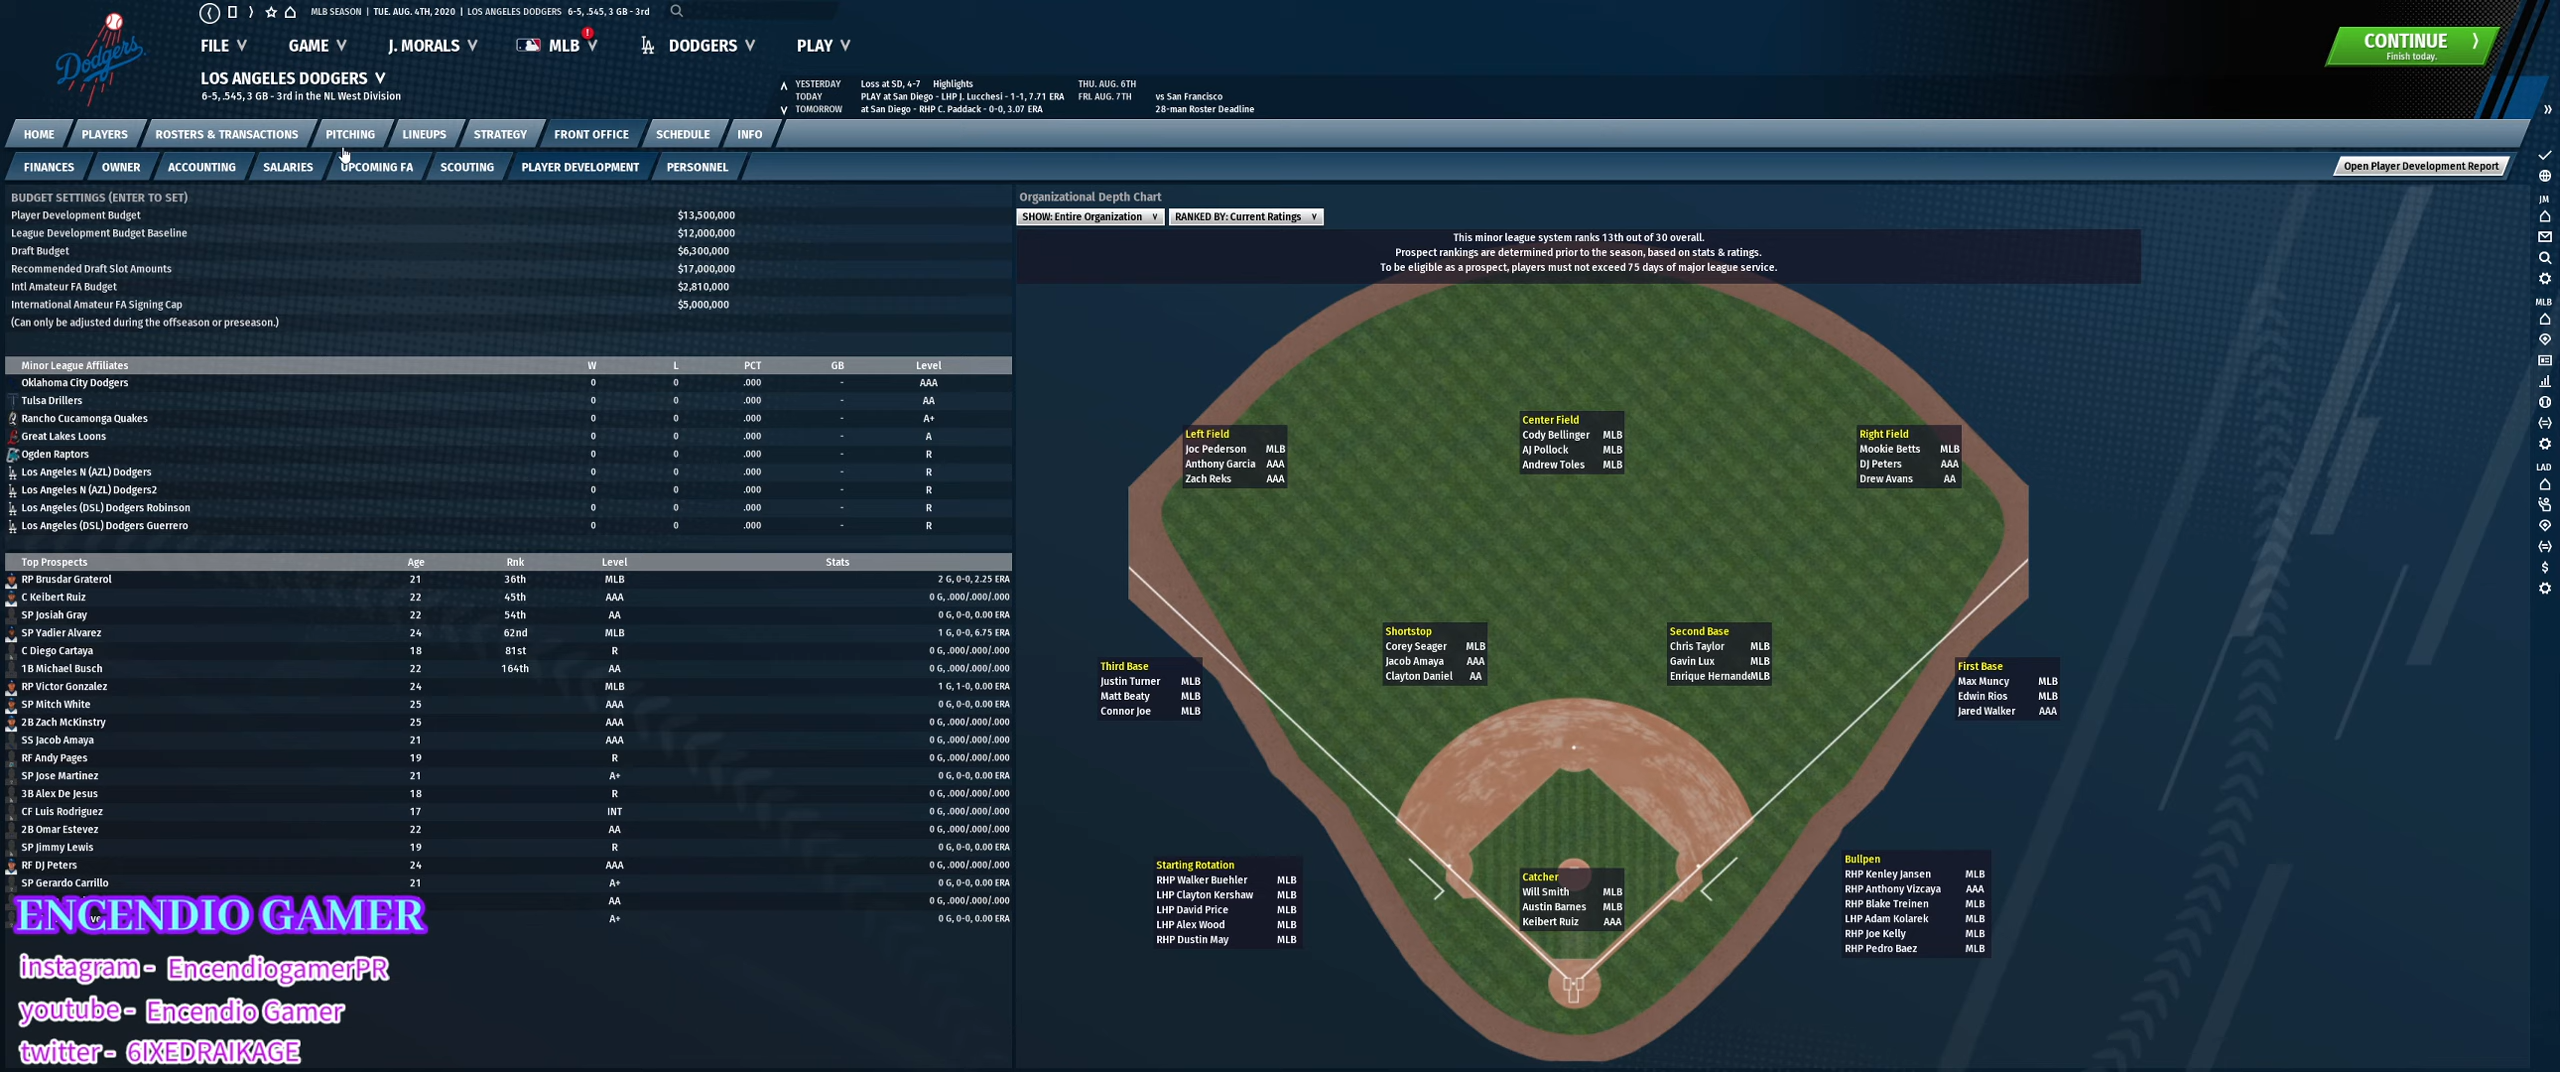 MLB SEASON | TUE. AUG. 4TH, 2020 | LOS ANGELES DODGERS 6-5, .545, 3 GB - 3rd
Dodgers
FILE GAME J. MORALS MLB ! LA DODGERS PLAY
CONTINUE
Finish today.
LOS ANGELES DODGERS
6-5, .545, 3 GB - 3rd in the NL West Division
YESTERDAY Loss at SD, 4-7 Highlights THU. AUG. 6TH
TODAY PLAY at San Diego - LHP J. Lucchesi - 1-1, 7.71 ERA FRI. AUG. 7TH vs San Francisco
TOMORROW at San Diego - RHP C. Paddack - 0-0, 3.07 ERA 28-man Roster Deadline
HOME PLAYERS ROSTERS & TRANSACTIONS PITCHING LINEUPS STRATEGY FRONT OFFICE SCHEDULE INFO
FINANCES OWNER ACCOUNTING SALARIES UPCOMING FA SCOUTING PLAYER DEVELOPMENT PERSONNEL
Open Player Development Report
BUDGET SETTINGS (ENTER TO SET)
Player Development Budget $13,500,000
League Development Budget Baseline $12,000,000
Draft Budget $6,300,000
Recommended Draft Slot Amounts $17,000,000
Intl Amateur FA Budget $2,810,000
International Amateur FA Signing Cap $5,000,000
(Can only be adjusted during the offseason or preseason.)
Minor League Affiliates W L PCT GB Level
Oklahoma City Dodgers 0 0 .000 - AAA
Tulsa Drillers 0 0 .000 - AA
Rancho Cucamonga Quakes 0 0 .000 - A+
Great Lakes Loons 0 0 .000 - A
Ogden Raptors 0 0 .000 - R
Los Angeles N (AZL) Dodgers 0 0 .000 - R
Los Angeles N (AZL) Dodgers2 0 0 .000 - R
Los Angeles (DSL) Dodgers Robinson 0 0 .000 - R
Los Angeles (DSL) Dodgers Guerrero 0 0 .000 - R
Top Prospects Age Rnk Level Stats
RP Brusdar Graterol 21 36th MLB 2 G, 0-0, 2.25 ERA
C Keibert Ruiz 22 45th AAA 0 G, .000/.000/.000
SP Josiah Gray 22 54th AA 0 G, 0-0, 0.00 ERA
SP Yadier Alvarez 24 62nd MLB 1 G, 0-0, 6.75 ERA
C Diego Cartaya 18 81st R 0 G, .000/.000/.000
1B Michael Busch 22 164th AA 0 G, .000/.000/.000
RP Victor Gonzalez 24 MLB 1 G, 1-0, 0.00 ERA
SP Mitch White 25 AAA 0 G, 0-0, 0.00 ERA
2B Zach McKinstry 25 AAA 0 G, .000/.000/.000
SS Jacob Amaya 21 AAA 0 G, .000/.000/.000
RF Andy Pages 19 R 0 G, .000/.000/.000
SP Jose Martinez 21 A+ 0 G, 0-0, 0.00 ERA
3B Alex De Jesus 18 R 0 G, .000/.000/.000
CF Luis Rodriguez 17 INT 0 G, .000/.000/.000
2B Omar Estevez 22 AA 0 G, .000/.000/.000
SP Jimmy Lewis 19 R 0 G, 0-0, 0.00 ERA
RF DJ Peters 24 AAA 0 G, .000/.000/.000
SP Gerardo Carrillo 21 A+ 0 G, 0-0, 0.00 ERA
AA 0 G, .000/.000/.000
A+ 0 G, 0-0, 0.00 ERA
ENCENDIO GAMER
instagram - EncendiogamerPR
youtube - Encendio Gamer
twitter - 6IXEDRAIKAGE
Organizational Depth Chart
SHOW: Entire Organization RANKED BY: Current Ratings
This minor league system ranks 13th out of 30 overall.
Prospect rankings are determined prior to the season, based on stats & ratings.
To be eligible as a prospect, players must not exceed 75 days of major league service.
Left Field
Joc Pederson MLB
Anthony Garcia AAA
Zach Reks AAA
Center Field
Cody Bellinger MLB
AJ Pollock MLB
Andrew Toles MLB
Right Field
Mookie Betts MLB
DJ Peters AAA
Drew Avans AA
Third Base
Justin Turner MLB
Matt Beaty MLB
Connor Joe MLB
Shortstop
Corey Seager MLB
Jacob Amaya AAA
Clayton Daniel AA
Second Base
Chris Taylor MLB
Gavin Lux MLB
Enrique Hernand MLB
First Base
Max Muncy MLB
Edwin Rios MLB
Jared Walker AAA
Starting Rotation
RHP Walker Buehler MLB
LHP Clayton Kershaw MLB
LHP David Price MLB
LHP Alex Wood MLB
RHP Dustin May MLB
Catcher
Will Smith MLB
Austin Barnes MLB
Keibert Ruiz AAA
Bullpen
RHP Kenley Jansen MLB
RHP Anthony Vizcaya AAA
RHP Blake Treinen MLB
LHP Adam Kolarek MLB
RHP Joe Kelly MLB
RHP Pedro Baez MLB
JM
MLB
LAD